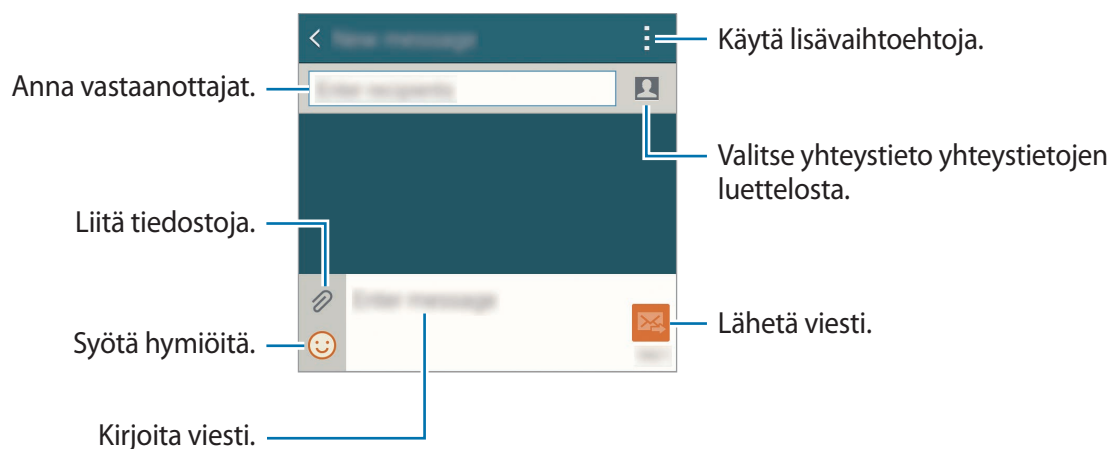 Käytä lisävaihtoehtoja.
Anna vastaanottajat.
Valitse yhteystieto yhteystietojen
luettelosta.
Liitä tiedostoja.
Syötä hymiöitä.
Lähetä viesti.
Kirjoita viesti.